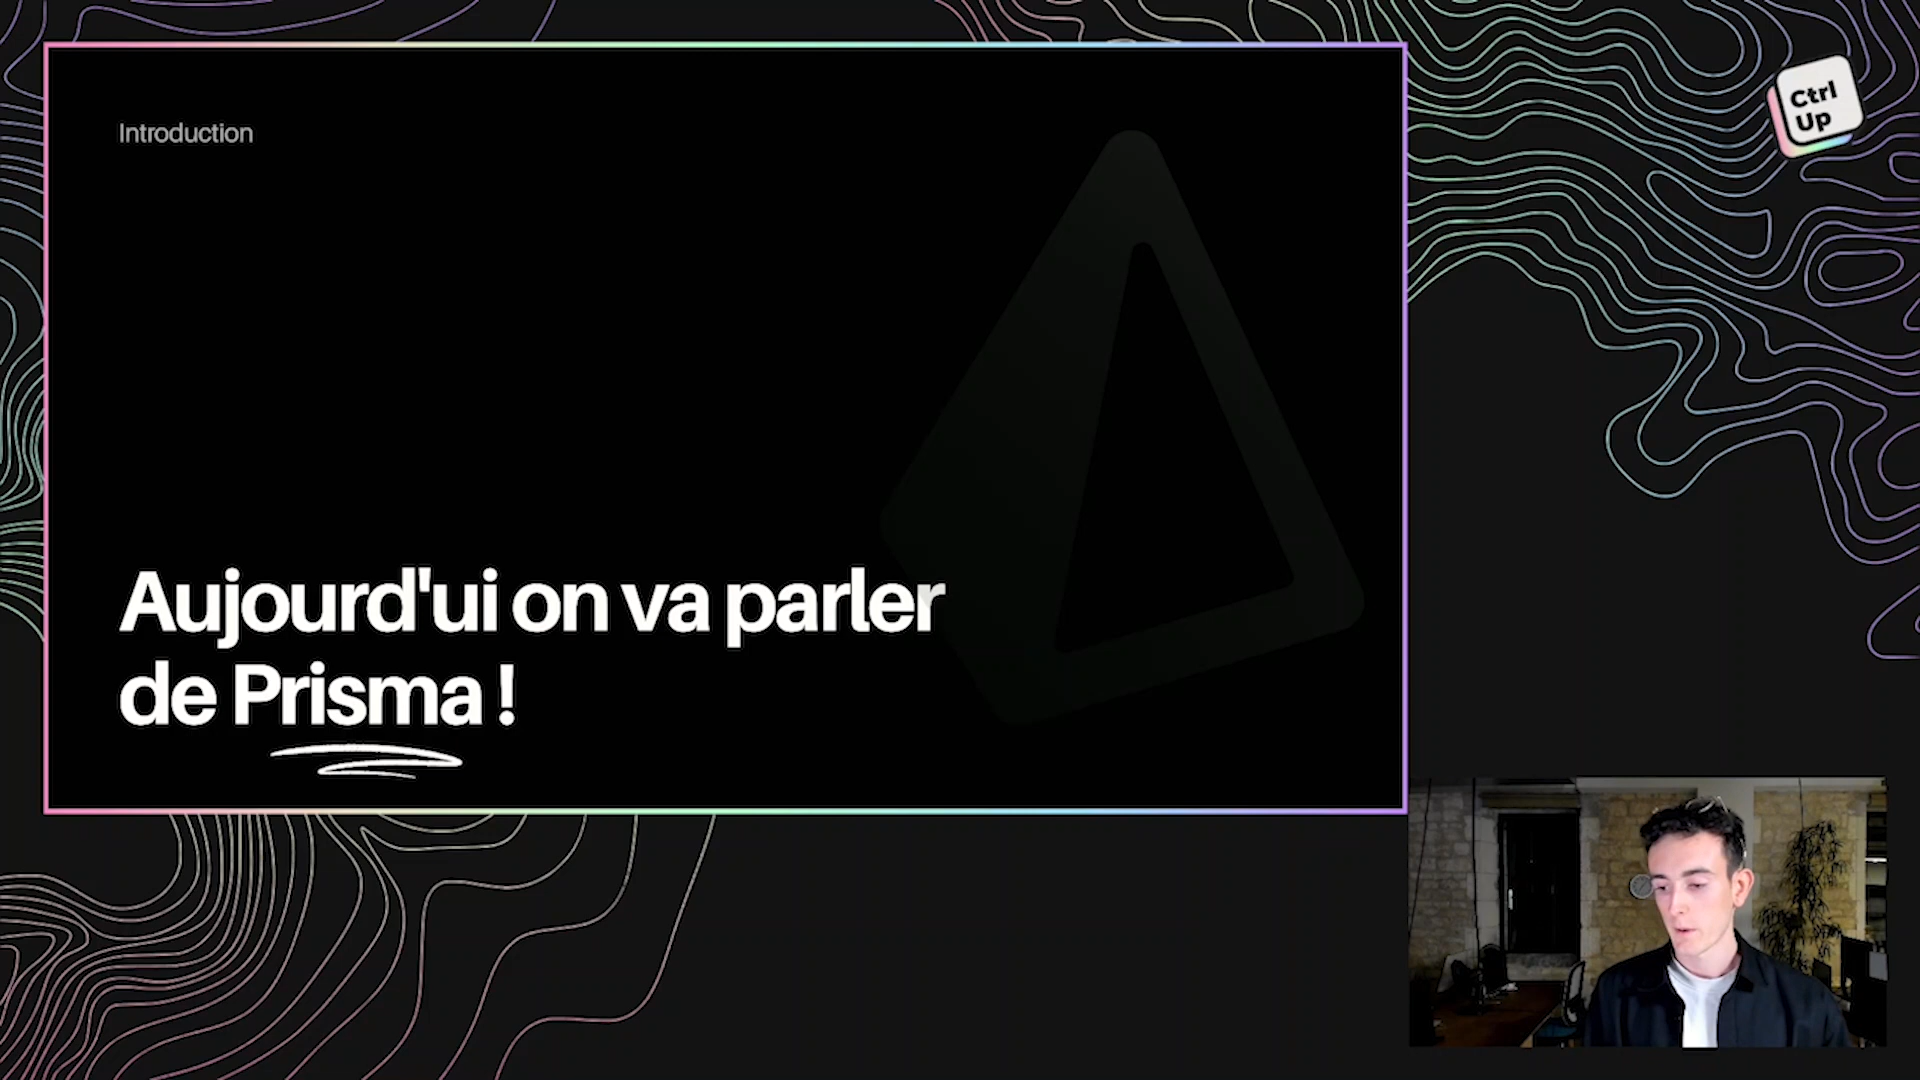 Introduction
Aujourd'ui on va parler
de Prisma !
Ctrl
Up